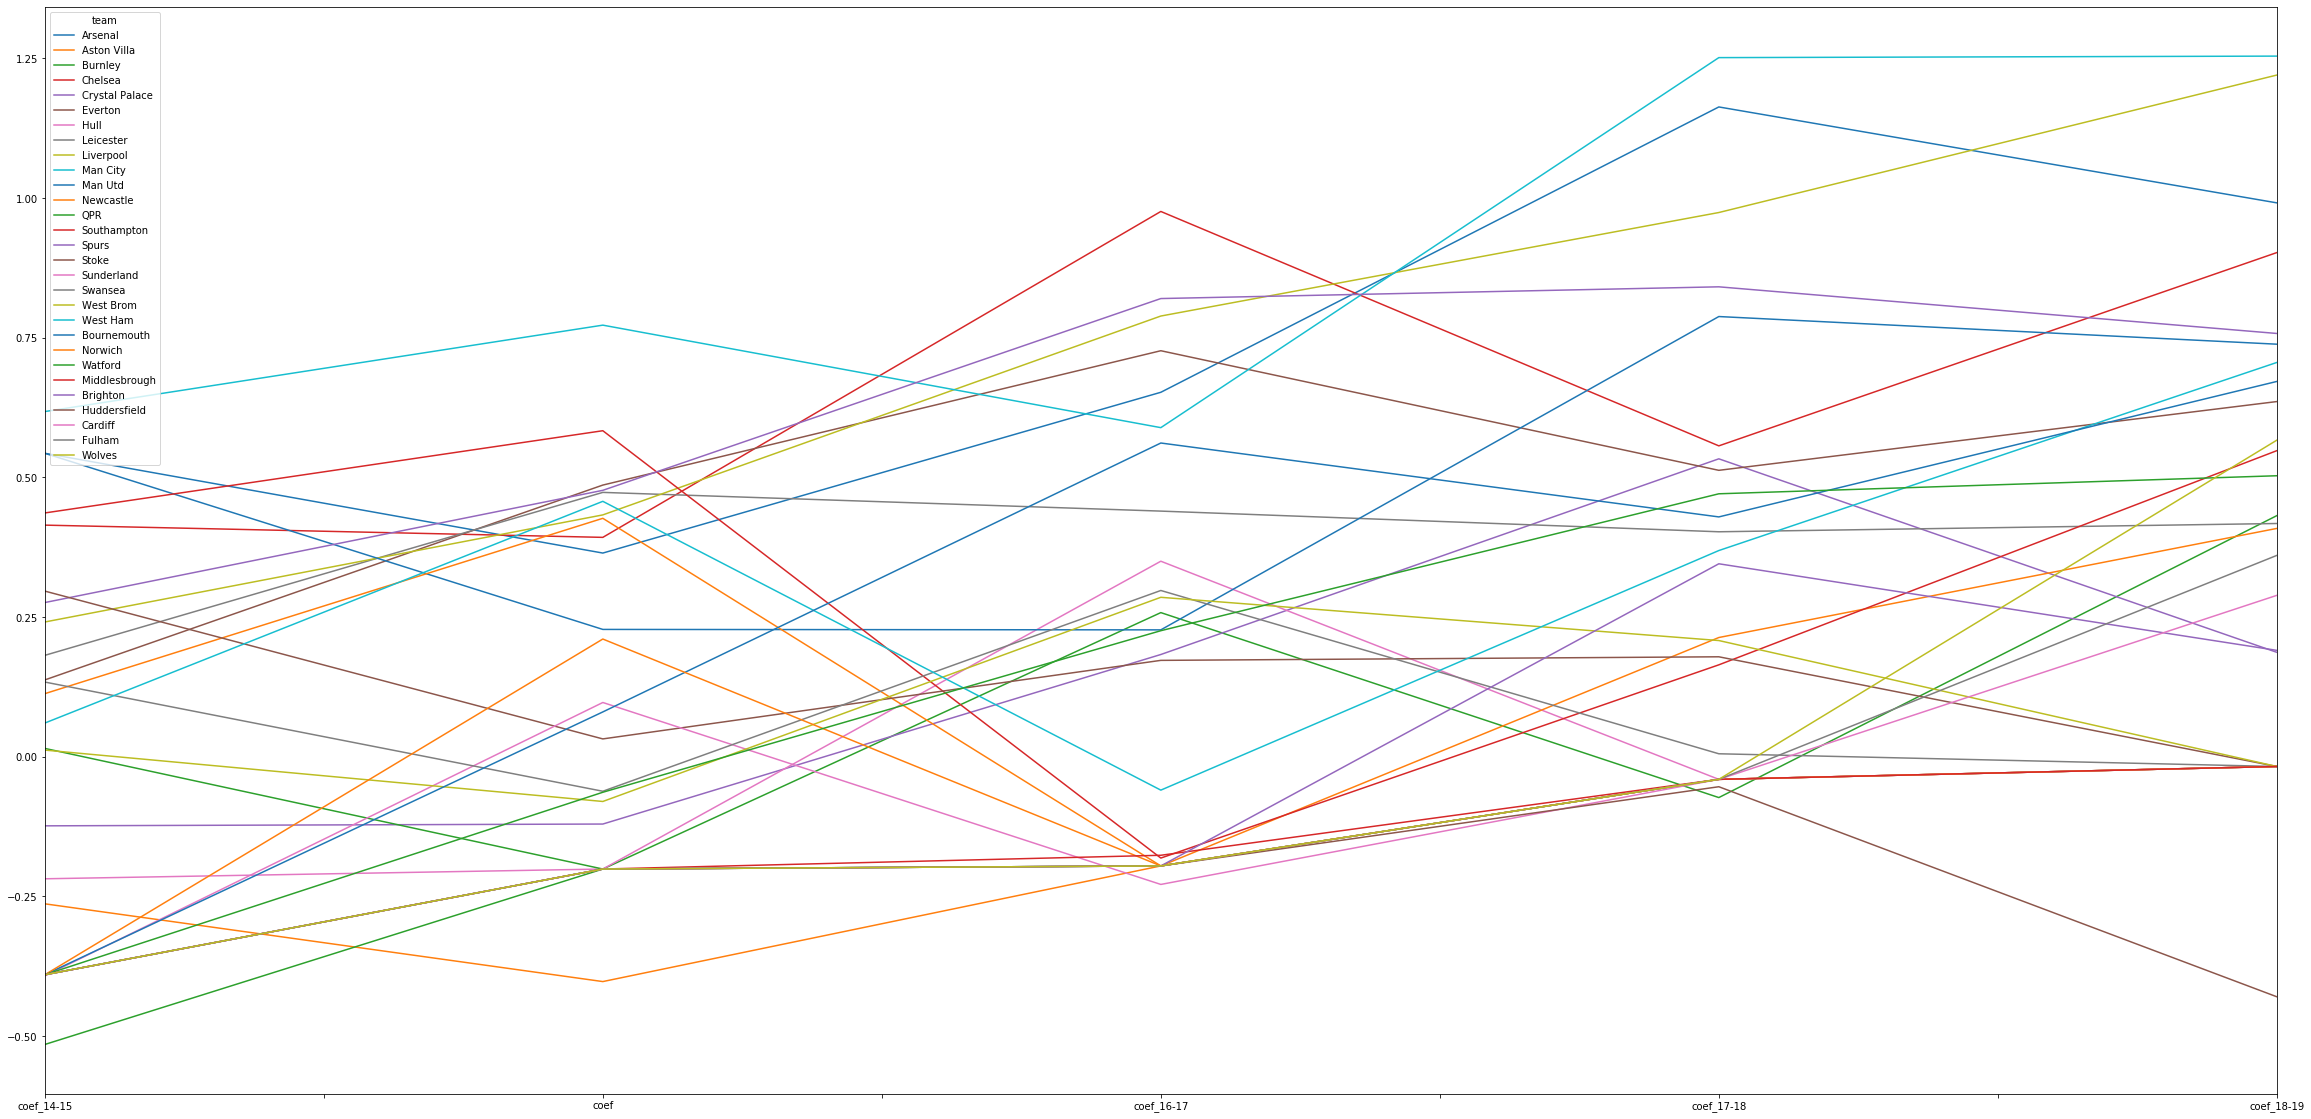 team
Arsenal
Aston Villa
Burnley
Chelsea
Crystal Palace
Everton
Hull
Leicester
Liverpool
Man City
Man Utd
Newcastle
QPR
Southampton
Spurs
Stoke
Sunderland
Swansea
West Brom
West Ham
Bournemouth
Norwich
Watford
Middlesbrough
Brighton
Huddersfield
Cardiff
Fulham
Wolves
1.25
1.00
0.75
0.50
0.25
0.00
−0.25
−0.50
coef_14-15 coef coef_16-17 coef_17-18 coef_18-19